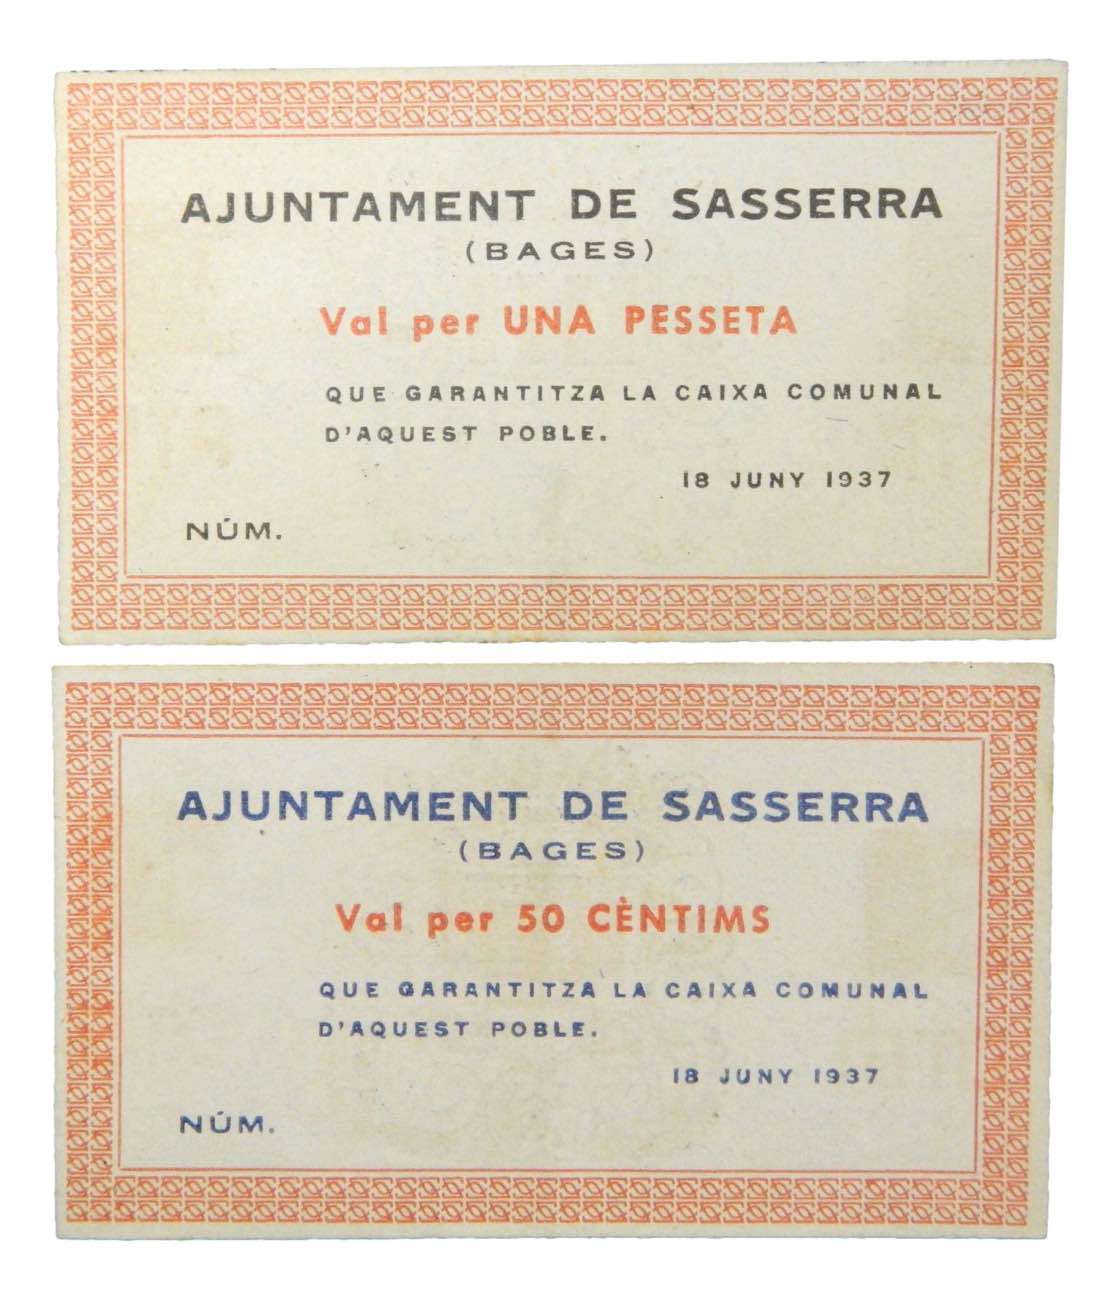 AJUNTAMENT DE SASSERRA
(BAGES)
Val per UNA PESSETA
QUE GARANTITZA LA CAIXA COMUNAL
D'AQUEST POBLE.
18 JUNY 1937
NÚM.
AJUNTAMENT DE SASSERRA
(BAGES)
Val per 50 CÈNTIMS
QUE GARANTITZA LA CAIXA COMUNAL
D'AQUEST POBLE.
18 JUNY 1937
NÚM.